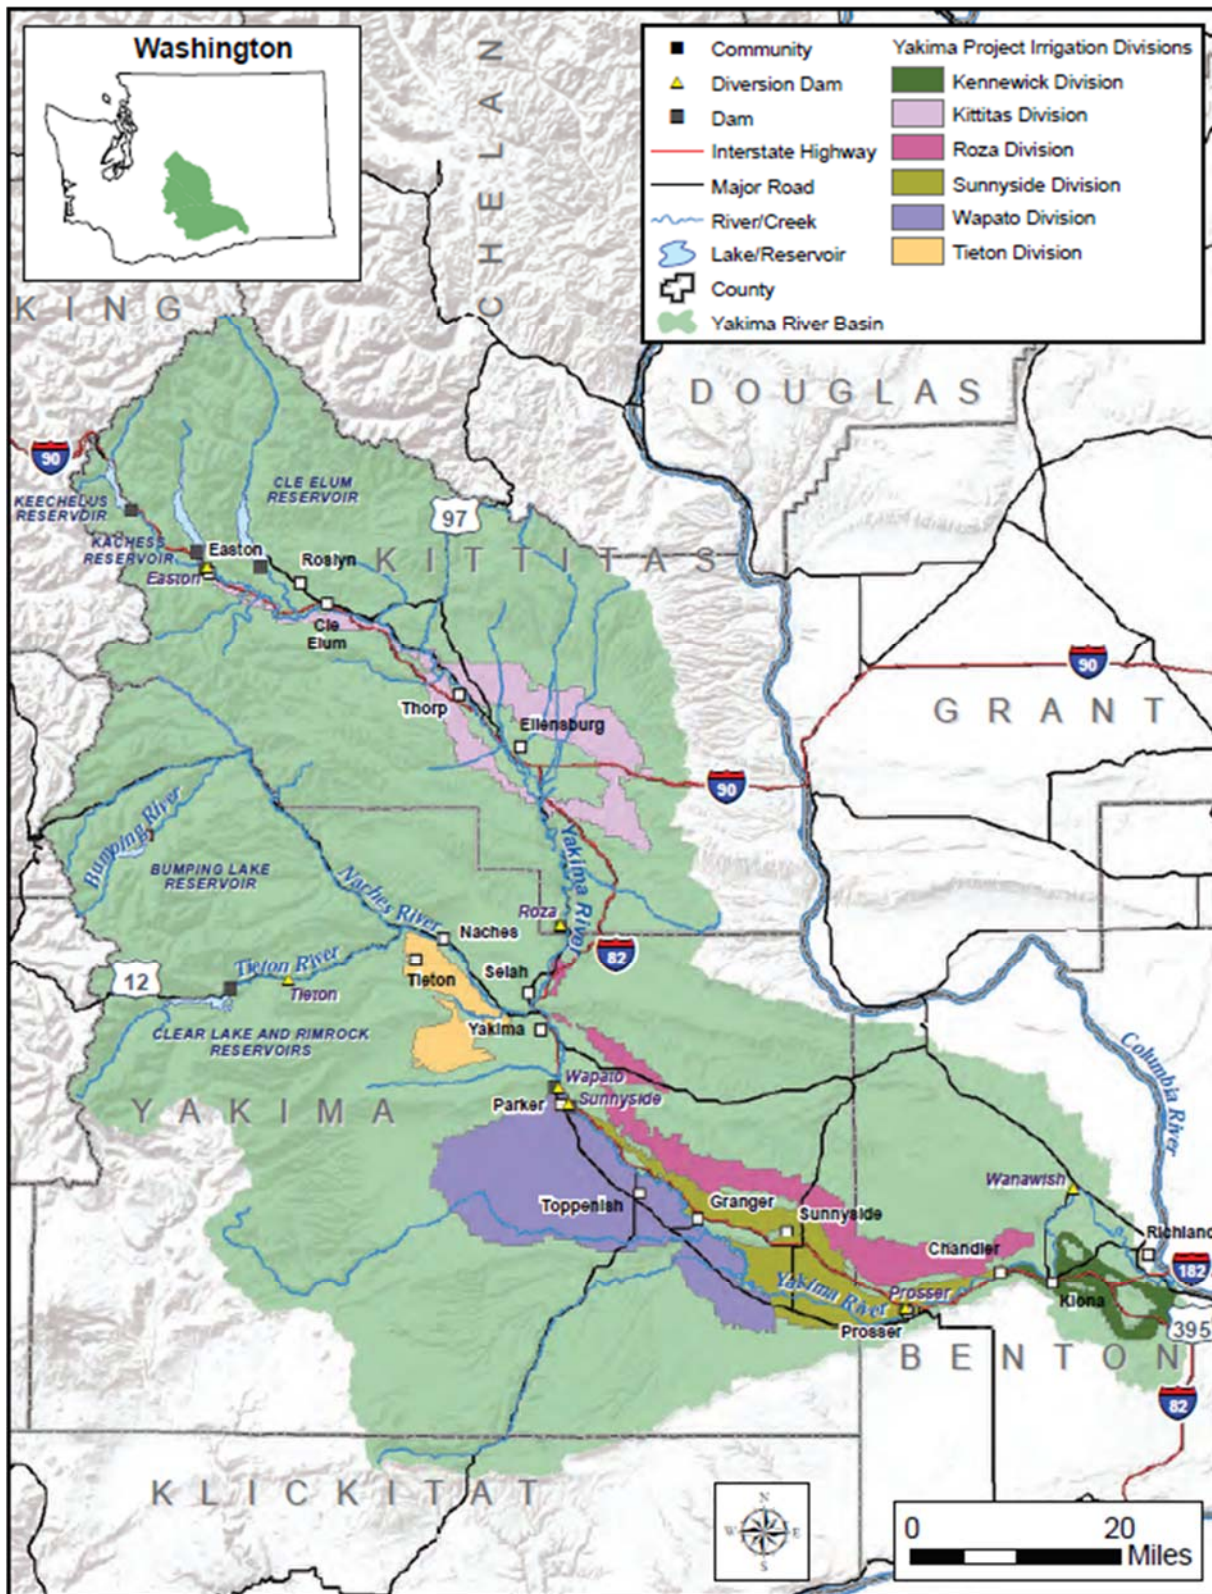 Washington
Community
Diversion Dam
Dam
Interstate Highway
Major Road
River/Creek
Lake/Reservoir
County
Yakima River Basin
Yakima Project Irrigation Divisions
Kennewick Division
Kittitas Division
Roza Division
Sunnyside Division
Wapato Division
Tieton Division
KING
CHELAN
DOUGLAS
90
CLE ELUM
RESERVOIR
KEECHELUS
RESERVOIR
97
KACHESS
RESERVOIR
Easton
Easton
Roslyn
KITTITAS
Cle
Elum
90
Thorp
GRANT
Ellensburg
90
Bumping River
Yakima River
BUMPING LAKE
RESERVOIR
Naches River
Roza
Naches
82
Tieton River
12
Tieton
Tieton
Selah
CLEAR LAKE AND RIMROCK
RESERVOIRS
Yakima
Columbia River
Wapato
Sunnyside
Parker
YAKIMA
Wanawish
Toppenish
Granger
Sunnyside
Richland
Chandler
182
Yakima River
Prosser
Kiona
Prosser
395
BENTON
82
KLICKITAT
N
W
E
S
0
20
Miles